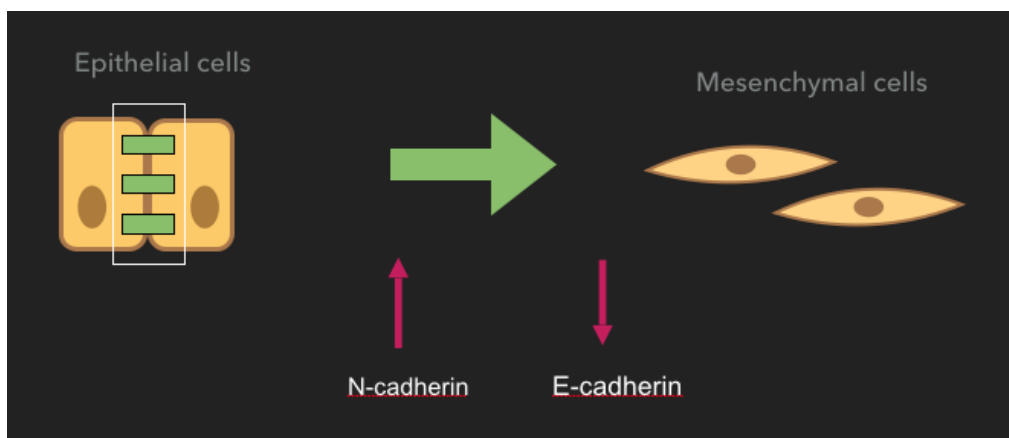 Epithelial cells
Mesenchymal cells
N-cadherin
E-cadherin